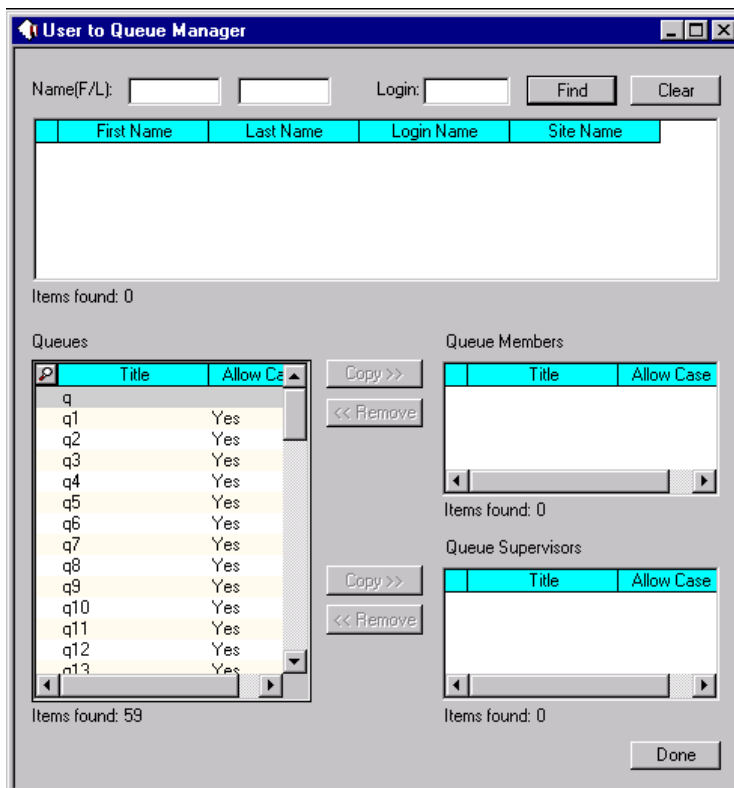 User to Queue Manager
Name(F/L): Login: Find Clear
First Name Last Name Login Name Site Name
Items found: 0
Queues Queue Members
Title Allow Ca Copy >> Title Allow Case
q
q1 Yes << Remove
q2 Yes
q3 Yes
q4 Yes
q5 Yes
q6 Yes Items found: 0
q7 Yes Queue Supervisors
q8 Yes
q9 Yes Copy >> Title Allow Case
q10 Yes
q11 Yes << Remove
q12 Yes
q13 Yes
Items found: 59 Items found: 0
Done